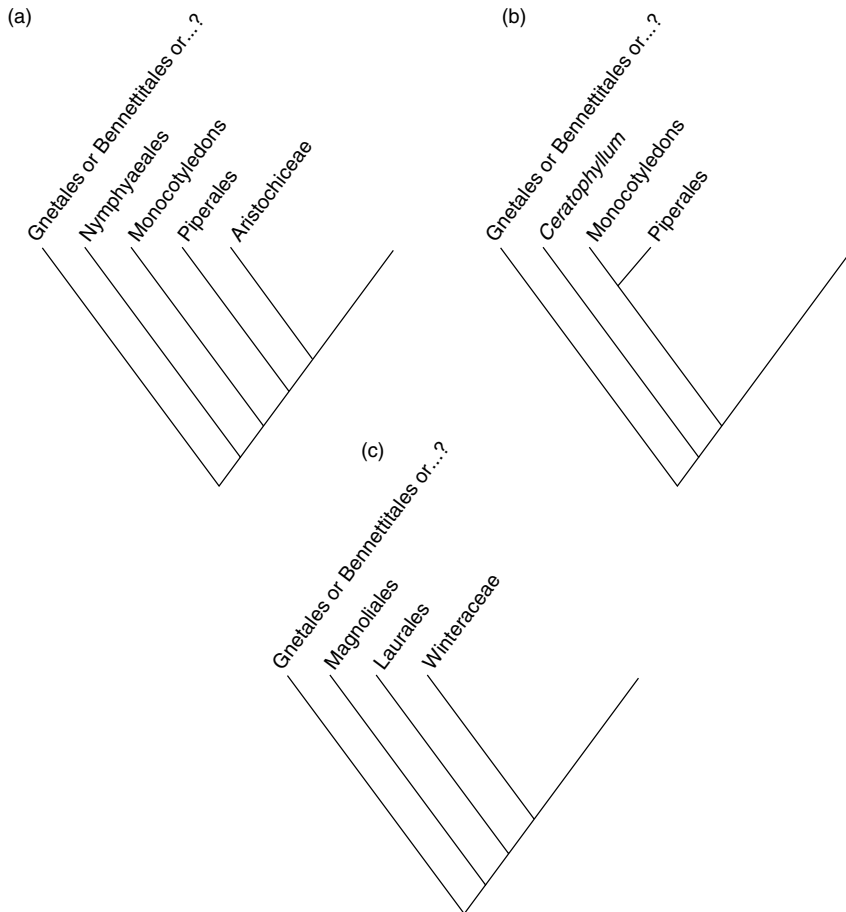 (a)
Gnetales or Bennettitales or...?
Nymphyaeales
Monocotyledons
Piperales
Aristochiceae
(b)
Gnetales or Bennettitales or...?
Ceratophyllum
Monocotyledons
Piperales
(c)
Gnetales or Bennettitales or...?
Magnoliales
Laurales
Winteraceae